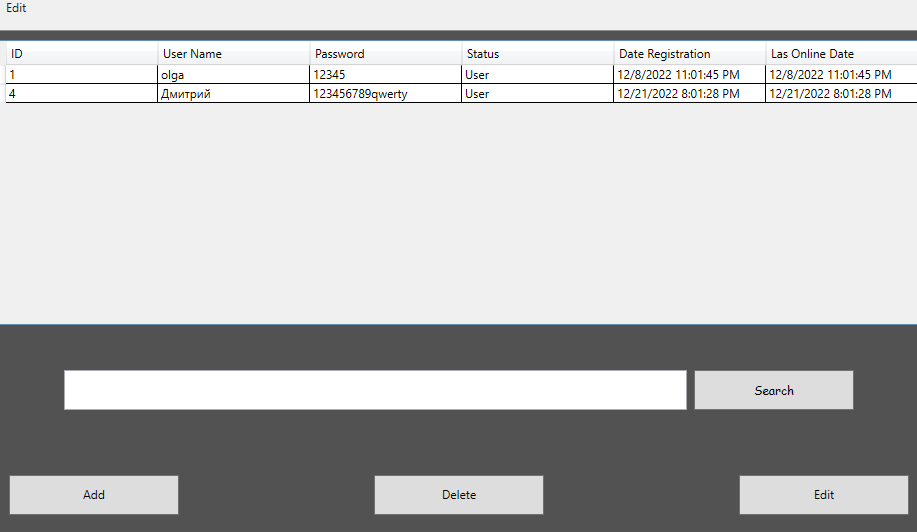 Edit
ID User Name Password Status Date Registration Las Online Date
1 olga 12345 User 12/8/2022 11:01:45 PM 12/8/2022 11:01:45 PM
4 Дмитрий 123456789qwerty User 12/21/2022 8:01:28 PM 12/21/2022 8:01:28 PM
Search
Add Delete Edit